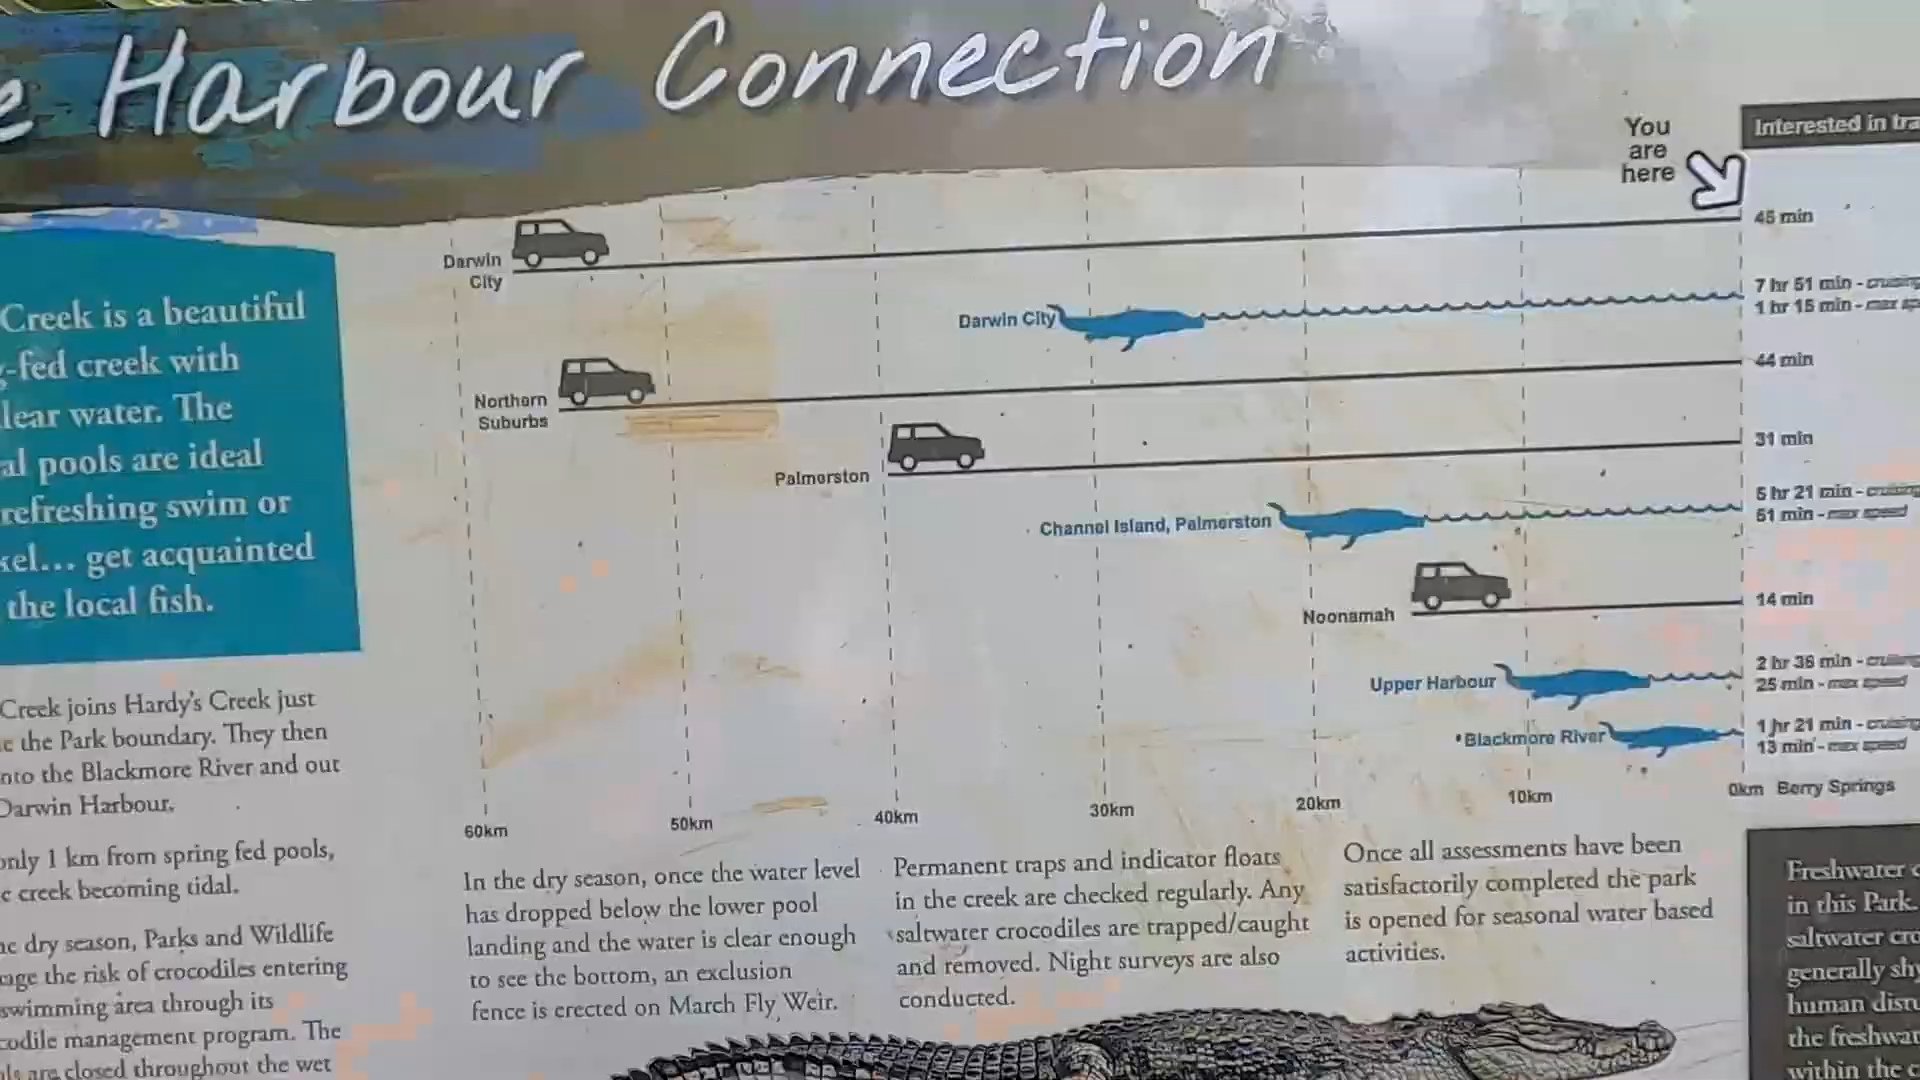 Harbour Connection
You
are
here
Interested in
Darwin
City
45 min
Darwin City
7 hr 51 min - cruising
1 hr 15 min - max
Northern
Suburbs
44 min
Palmerston
31 min
Channel Island, Palmerston
5 hr 21 min - cruising
51 min - max speed
Noonamah
14 min
Upper Harbour
2 hr 36 min - cruising
25 min - max speed
*Blackmore River
1 hr 21 min - cruising
13 min - max speed
60km
50km
40km
30km
20km
10km
0km Berry Springs
Creek is a beautiful
-fed creek with
lear water. The
al pools are ideal
refreshing swim or
kel... get acquainted
the local fish.
Creek joins Hardy's Creek just
the Park boundary. They then
nto the Blackmore River and out
Darwin Harbour.
only 1 km from spring fed pools,
creek becoming tidal.
dry season, Parks and Wildlife
age the risk of crocodiles entering
swimming area through its
codile management program. The
are closed throughout the wet
In the dry season, once the water level
has dropped below the lower pool
landing and the water is clear enough
to see the bottom, an exclusion
fence is erected on March Fly Weir.
Permanent traps and indicator floats
in the creek are checked regularly. Any
saltwater crocodiles are trapped/caught
and removed. Night surveys are also
conducted.
Once all assessments have been
satisfactorily completed the park
is opened for seasonal water based
activities.
Freshwater
in this Park.
saltwater
generally
human
the
within the